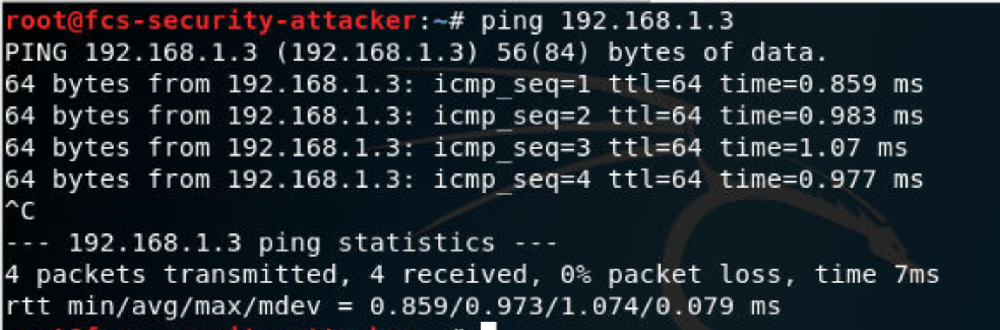 root@fcs-security-attacker:~# ping 192.168.1.3
PING 192.168.1.3 (192.168.1.3) 56(84) bytes of data.
64 bytes from 192.168.1.3: icmp_seq=1 ttl=64 time=0.859 ms
64 bytes from 192.168.1.3: icmp_seq=2 ttl=64 time=0.983 ms
64 bytes from 192.168.1.3: icmp_seq=3 ttl=64 time=1.07 ms
64 bytes from 192.168.1.3: icmp_seq=4 ttl=64 time=0.977 ms
^C
--- 192.168.1.3 ping statistics ---
4 packets transmitted, 4 received, 0% packet loss, time 7ms
rtt min/avg/max/mdev = 0.859/0.973/1.074/0.079 ms